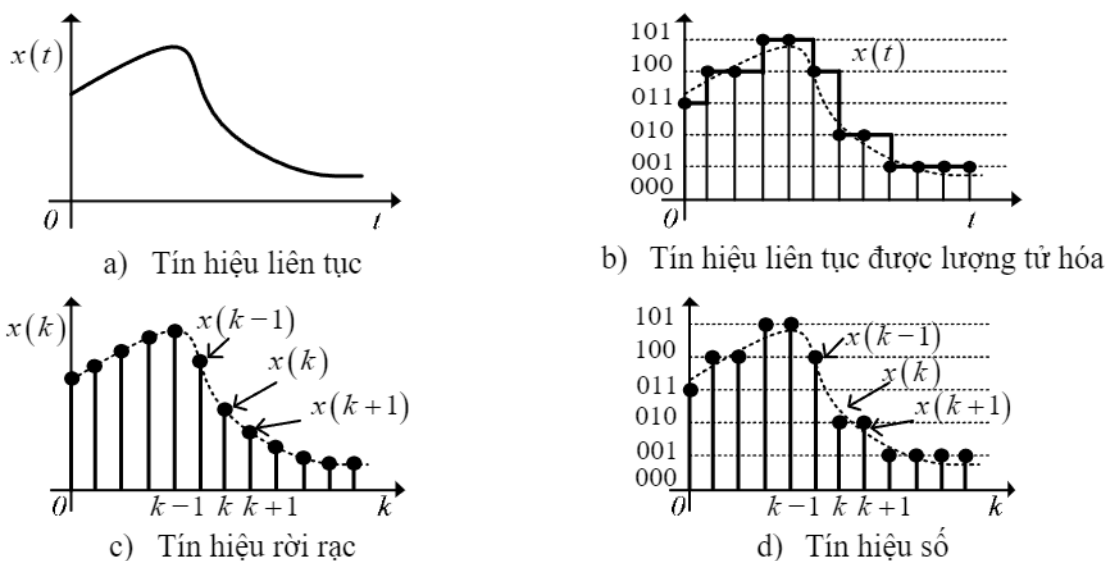 x(t)
0
t
a) Tín hiệu liên tục
101
100
011
010
001
000
x(t)
0
t
b) Tín hiệu liên tục được lượng tử hóa
x(k)
x(k−1)
x(k)
x(k+1)
0
k−1 k k+1 k
c) Tín hiệu rời rạc
101
100
011
010
001
000
x(k−1)
x(k)
x(k+1)
0
k−1 k k+1 k
d) Tín hiệu số